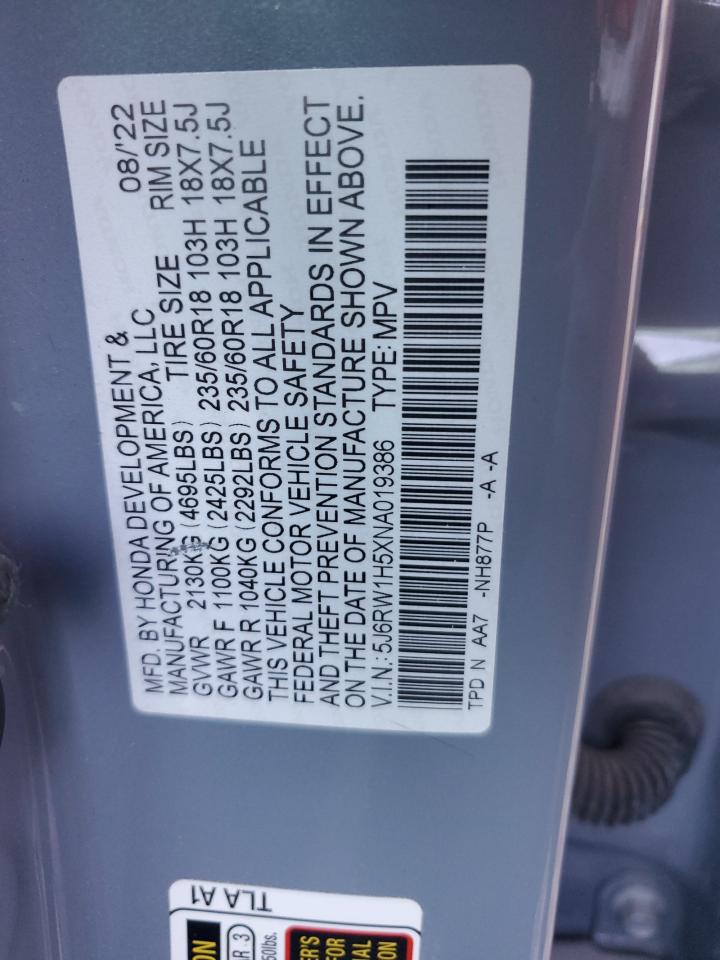 MFD. BY HONDA DEVELOPMENT &
MANUFACTURING OF AMERICA, LLC 08/'22
GVWR 2130KG (4695LBS) TIRE SIZE RIM SIZE
GAWR F 1100KG (2425LBS) 235/60R18 103H 18X7.5J
GAWR R 1040KG (2292LBS) 235/60R18 103H 18X7.5J
THIS VEHICLE CONFORMS TO ALL APPLICABLE
FEDERAL MOTOR VEHICLE SAFETY
AND THEFT PREVENTION STANDARDS IN EFFECT
ON THE DATE OF MANUFACTURE SHOWN ABOVE.
V.I.N.: 5J6RW1H5XNA019386 TYPE: MPV
TPD N AA7 -NH877P -A -A
TLA A1